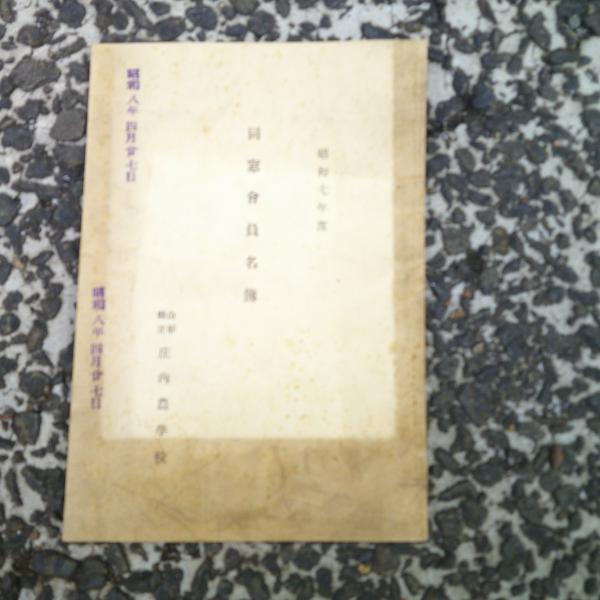 昭和七年度
同窓會員名簿
山形縣立 庄內農學校
昭和八年四月廿七日
昭和八年四月廿七日